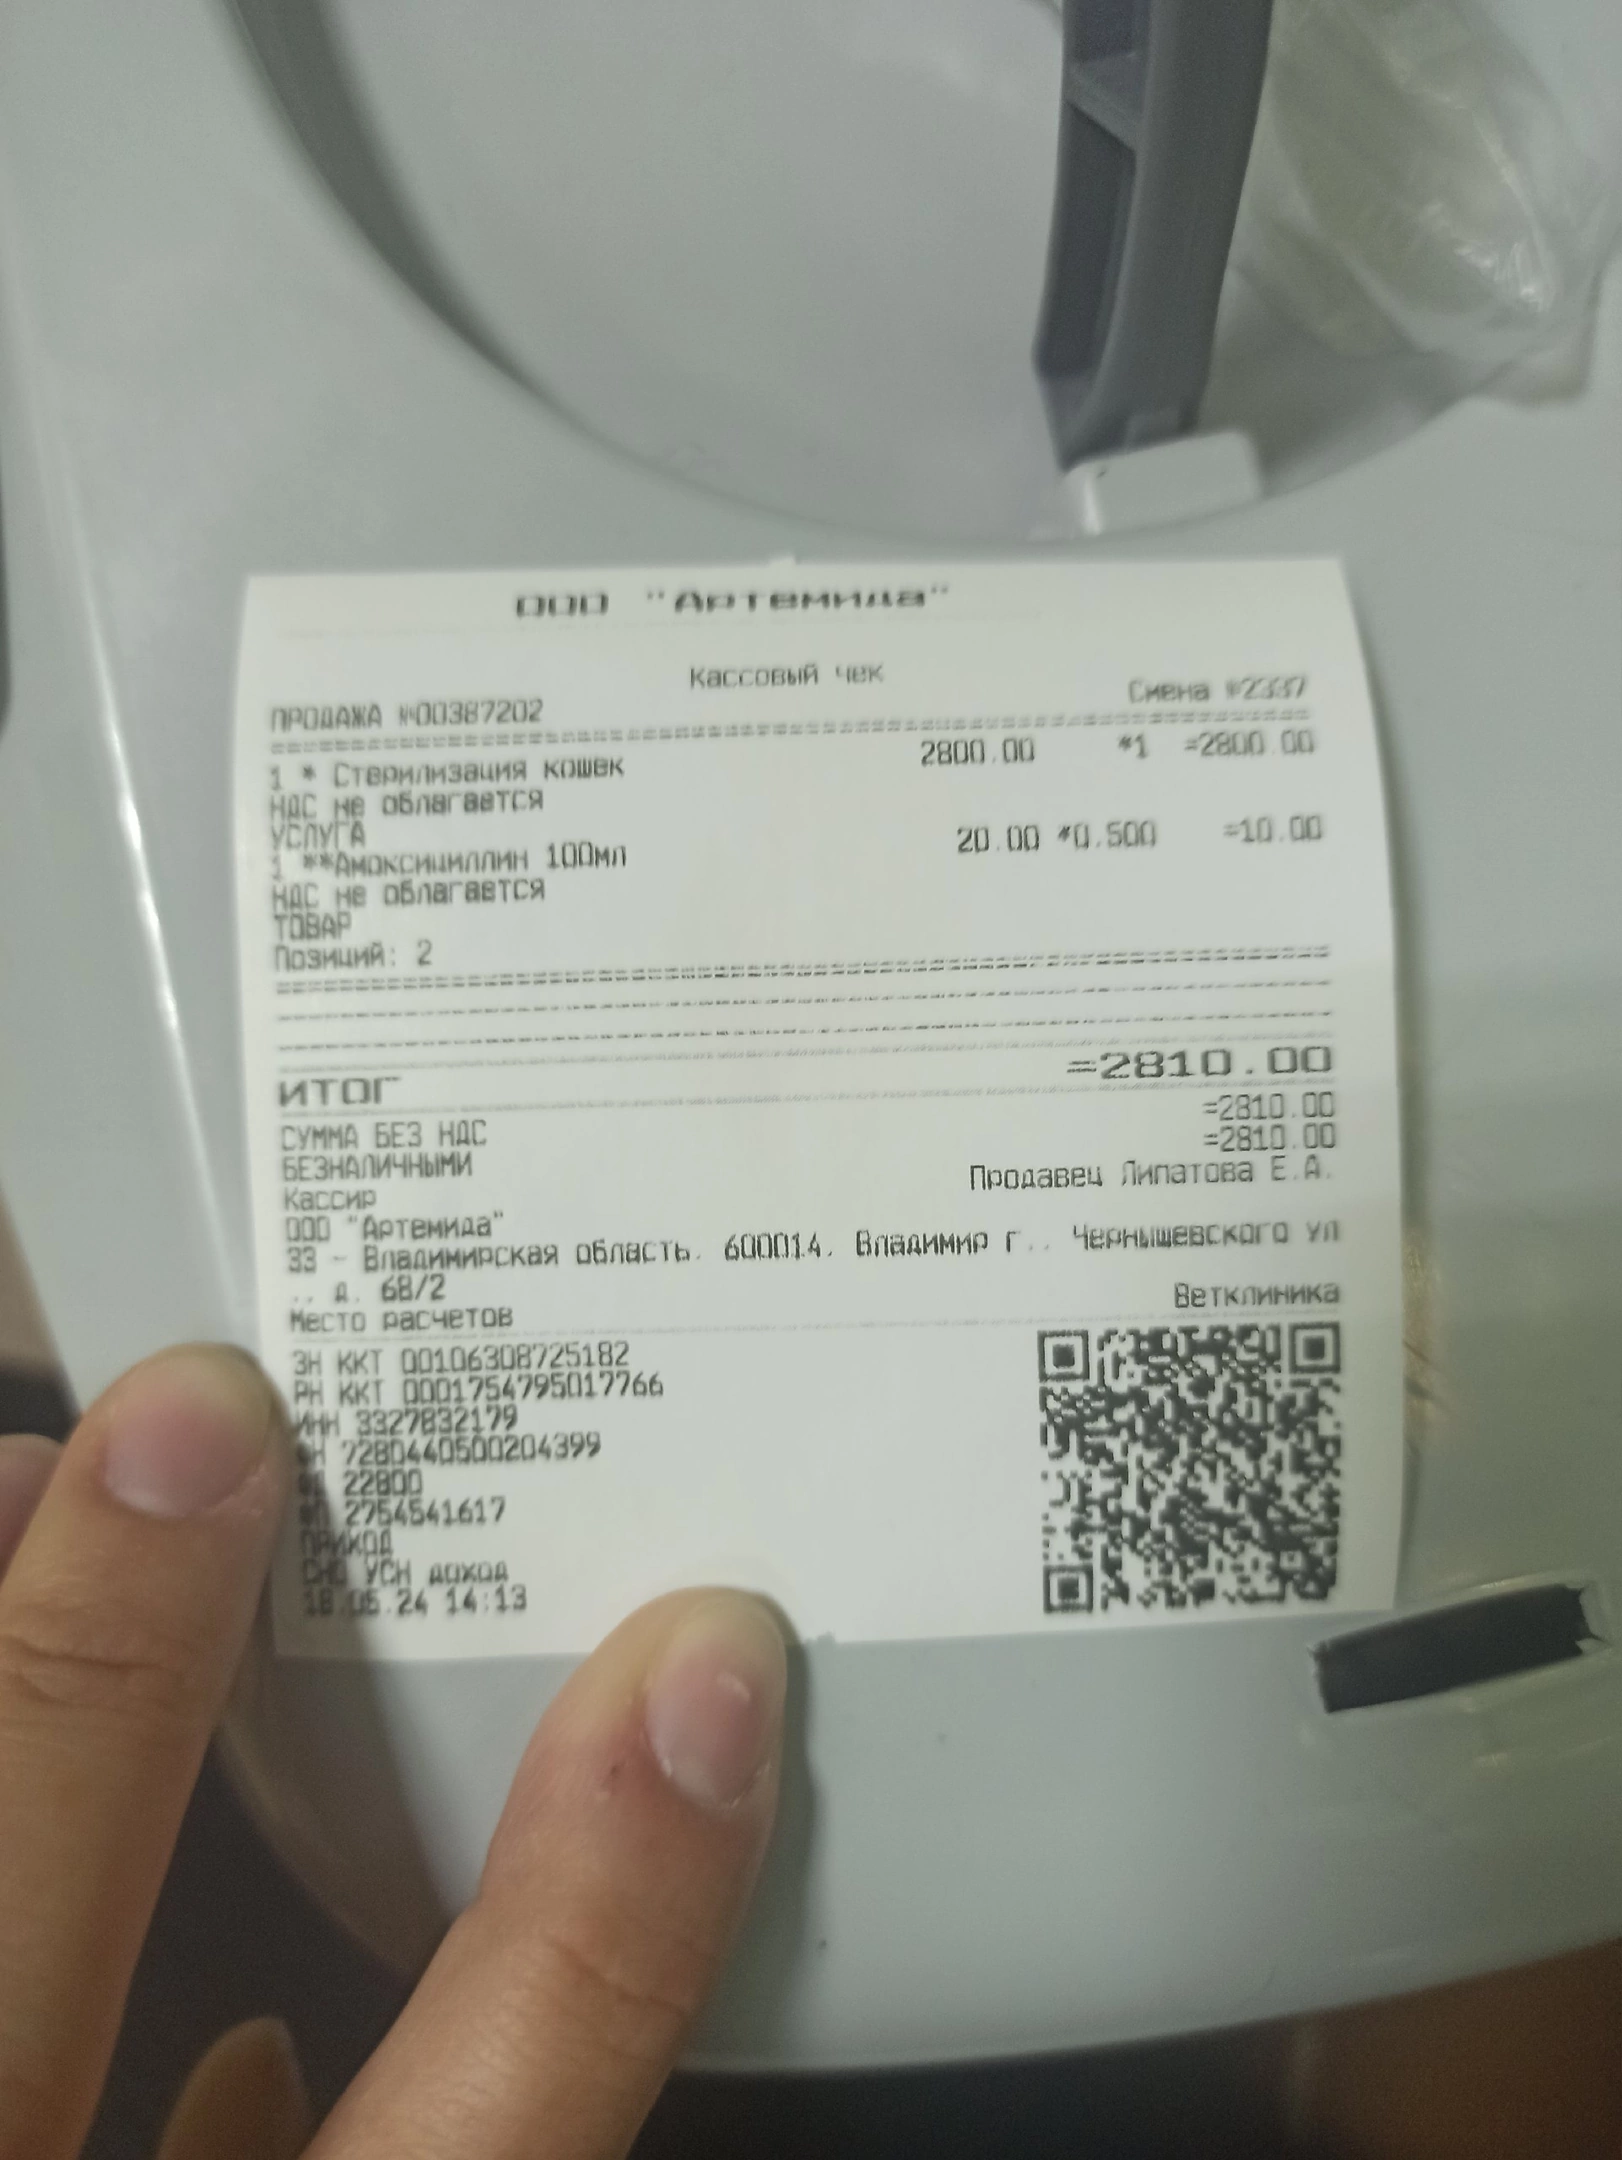 ООО "Артемида"
Кассовый чек
ПРОДАЖА №00387202 Смена №2337
1 * Стерилизация кошек 2800.00 *1 =2800.00
НДС не облагается
УСЛУГА
1 **Амоксициллин 100мл 20.00 *0.500 =10.00
НДС не облагается
ТОВАР
Позиций: 2
ИТОГ =2810.00
СУММА БЕЗ НДС =2810.00
БЕЗНАЛИЧНЫМИ =2810.00
Кассир Продавец Липатова Е.А.
ООО "Артемида"
33 - Владимирская область, 600014, Владимир г., Чернышевского ул
., д. 68/2
Место расчетов Ветклиника
ЗН ККТ 00106308725182
РН ККТ 0001754795017766
ИНН 3327832179
ФН 7280440500204399
ФД 22800
ФП 2754541617
ПРИХОД
СНО УСН доход
18.05.24 14:13